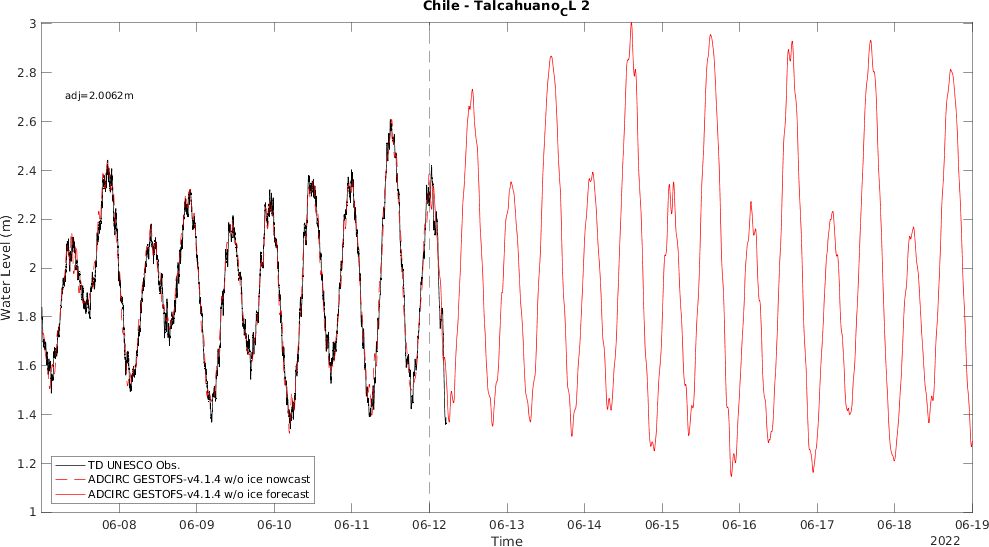 Chile - Talcahuano_CL 2
3
2.8
adj=2.0062m
2.6
2.4
2.2
2
1.8
1.6
1.4
1.2
1
Water Level (m)
TD UNESCO Obs.
ADCIRC GESTOFS-v4.1.4 w/o ice nowcast
ADCIRC GESTOFS-v4.1.4 w/o ice forecast
06-08 06-09 06-10 06-11 06-12 06-13 06-14 06-15 06-16 06-17 06-18 06-19
Time
2022